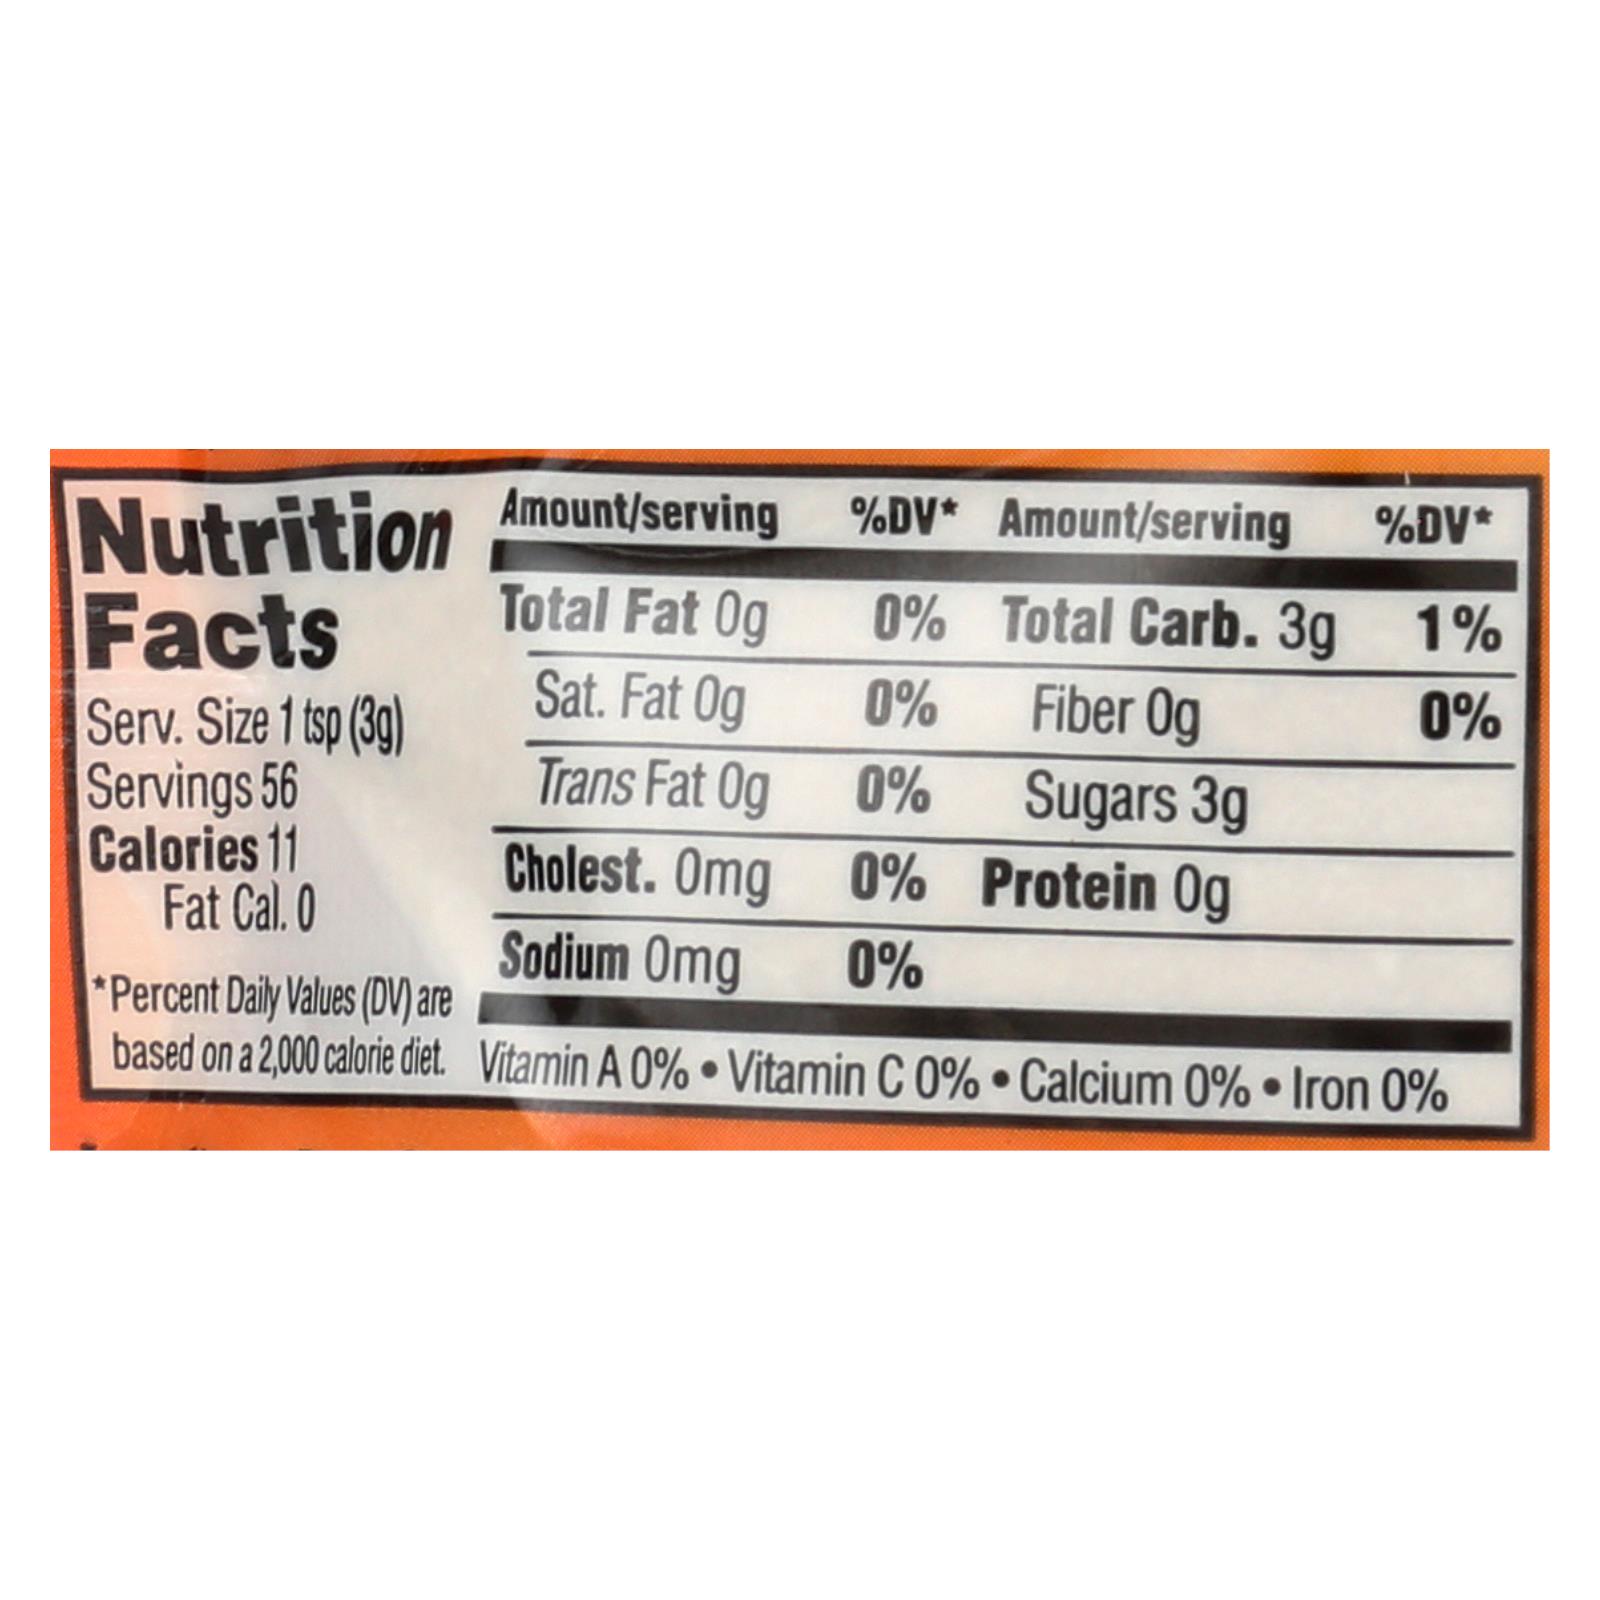 Nutrition
Facts
Serv. Size 1 tsp (3g)
Servings 56
Calories 11
Fat Cal. 0
*Percent Daily Values (DV) are
based on a 2,000 calorie diet.
Amount/serving %DV* Amount/serving %DV*
Total Fat 0g 0% Total Carb. 3g 1%
Sat. Fat 0g 0% Fiber 0g 0%
Trans Fat 0g 0% Sugars 3g
Cholest. 0mg 0% Protein 0g
Sodium 0mg 0%
Vitamin A 0% • Vitamin C 0% • Calcium 0% • Iron 0%